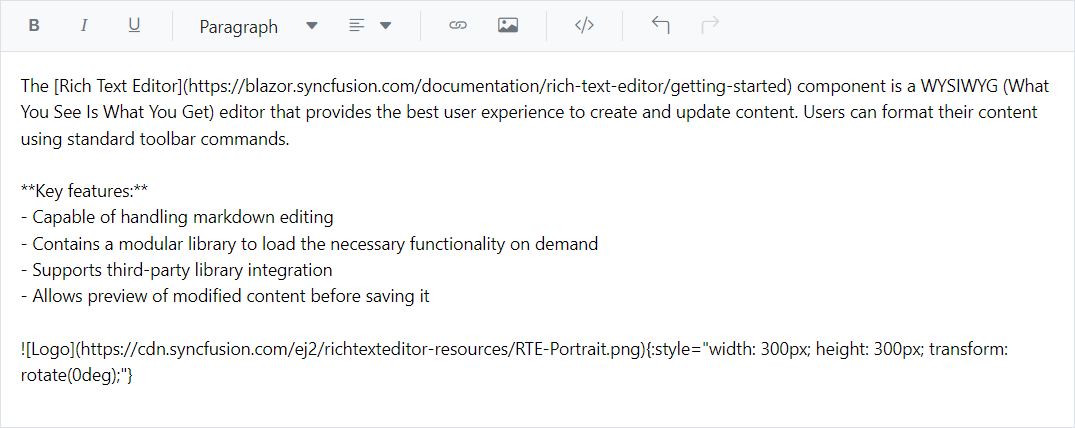 B I U Paragraph
The [Rich Text Editor](https://blazor.syncfusion.com/documentation/rich-text-editor/getting-started) component is a WYSIWYG (What
You See Is What You Get) editor that provides the best user experience to create and update content. Users can format their content
using standard toolbar commands.
**Key features:**
- Capable of handling markdown editing
- Contains a modular library to load the necessary functionality on demand
- Supports third-party library integration
- Allows preview of modified content before saving it
![Logo](https://cdn.syncfusion.com/ej2/richtexteditor-resources/RTE-Portrait.png){:style="width: 300px; height: 300px; transform:
rotate(0deg);"}